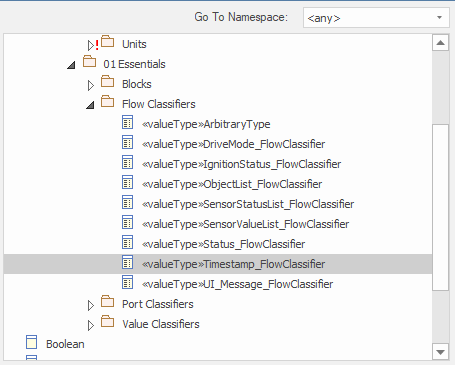 Go To Namespace: <any>
Units
01 Essentials
Blocks
Flow Classifiers
«valueType»ArbitraryType
«valueType»DriveMode_FlowClassifier
«valueType»IgnitionStatus_FlowClassifier
«valueType»ObjectList_FlowClassifier
«valueType»SensorStatusList_FlowClassifier
«valueType»SensorValueList_FlowClassifier
«valueType»Status_FlowClassifier
«valueType»Timestamp_FlowClassifier
«valueType»UI_Message_FlowClassifier
Port Classifiers
Value Classifiers
Boolean